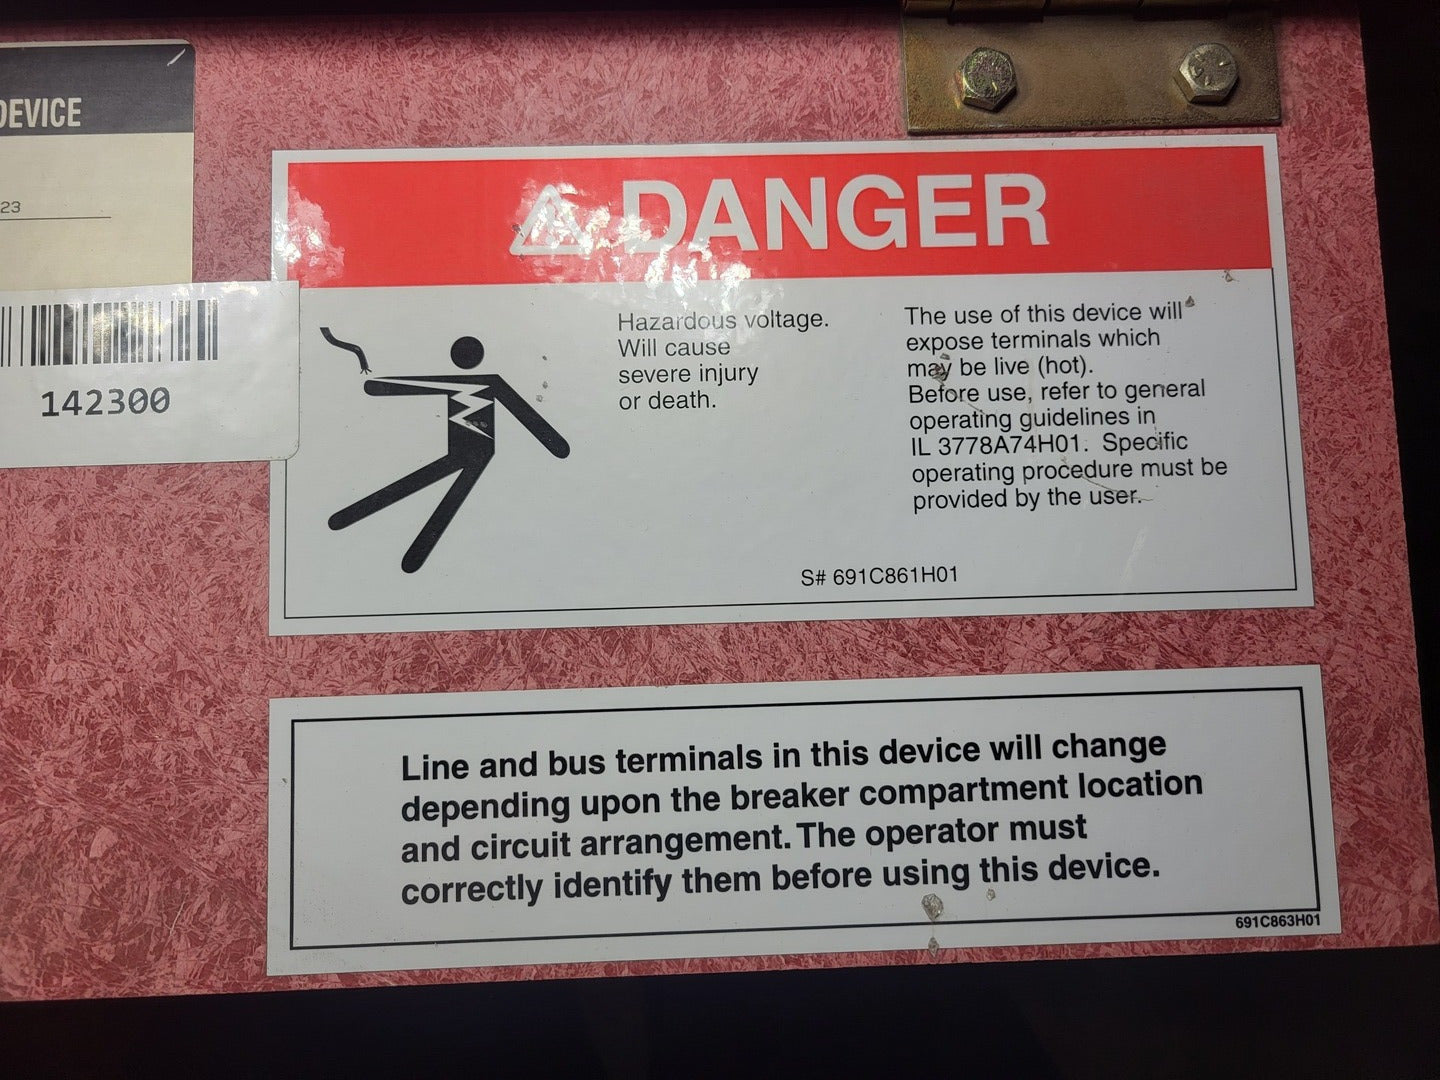 DEVICE
23
142300
DANGER
Hazardous voltage.
Will cause
severe injury
or death.
The use of this device will
expose terminals which
may be live (hot).
Before use, refer to general
operating guidelines in
IL 3778A74H01. Specific
operating procedure must be
provided by the user.
S# 691C861H01
Line and bus terminals in this device will change
depending upon the breaker compartment location
and circuit arrangement. The operator must
correctly identify them before using this device.
691C863H01